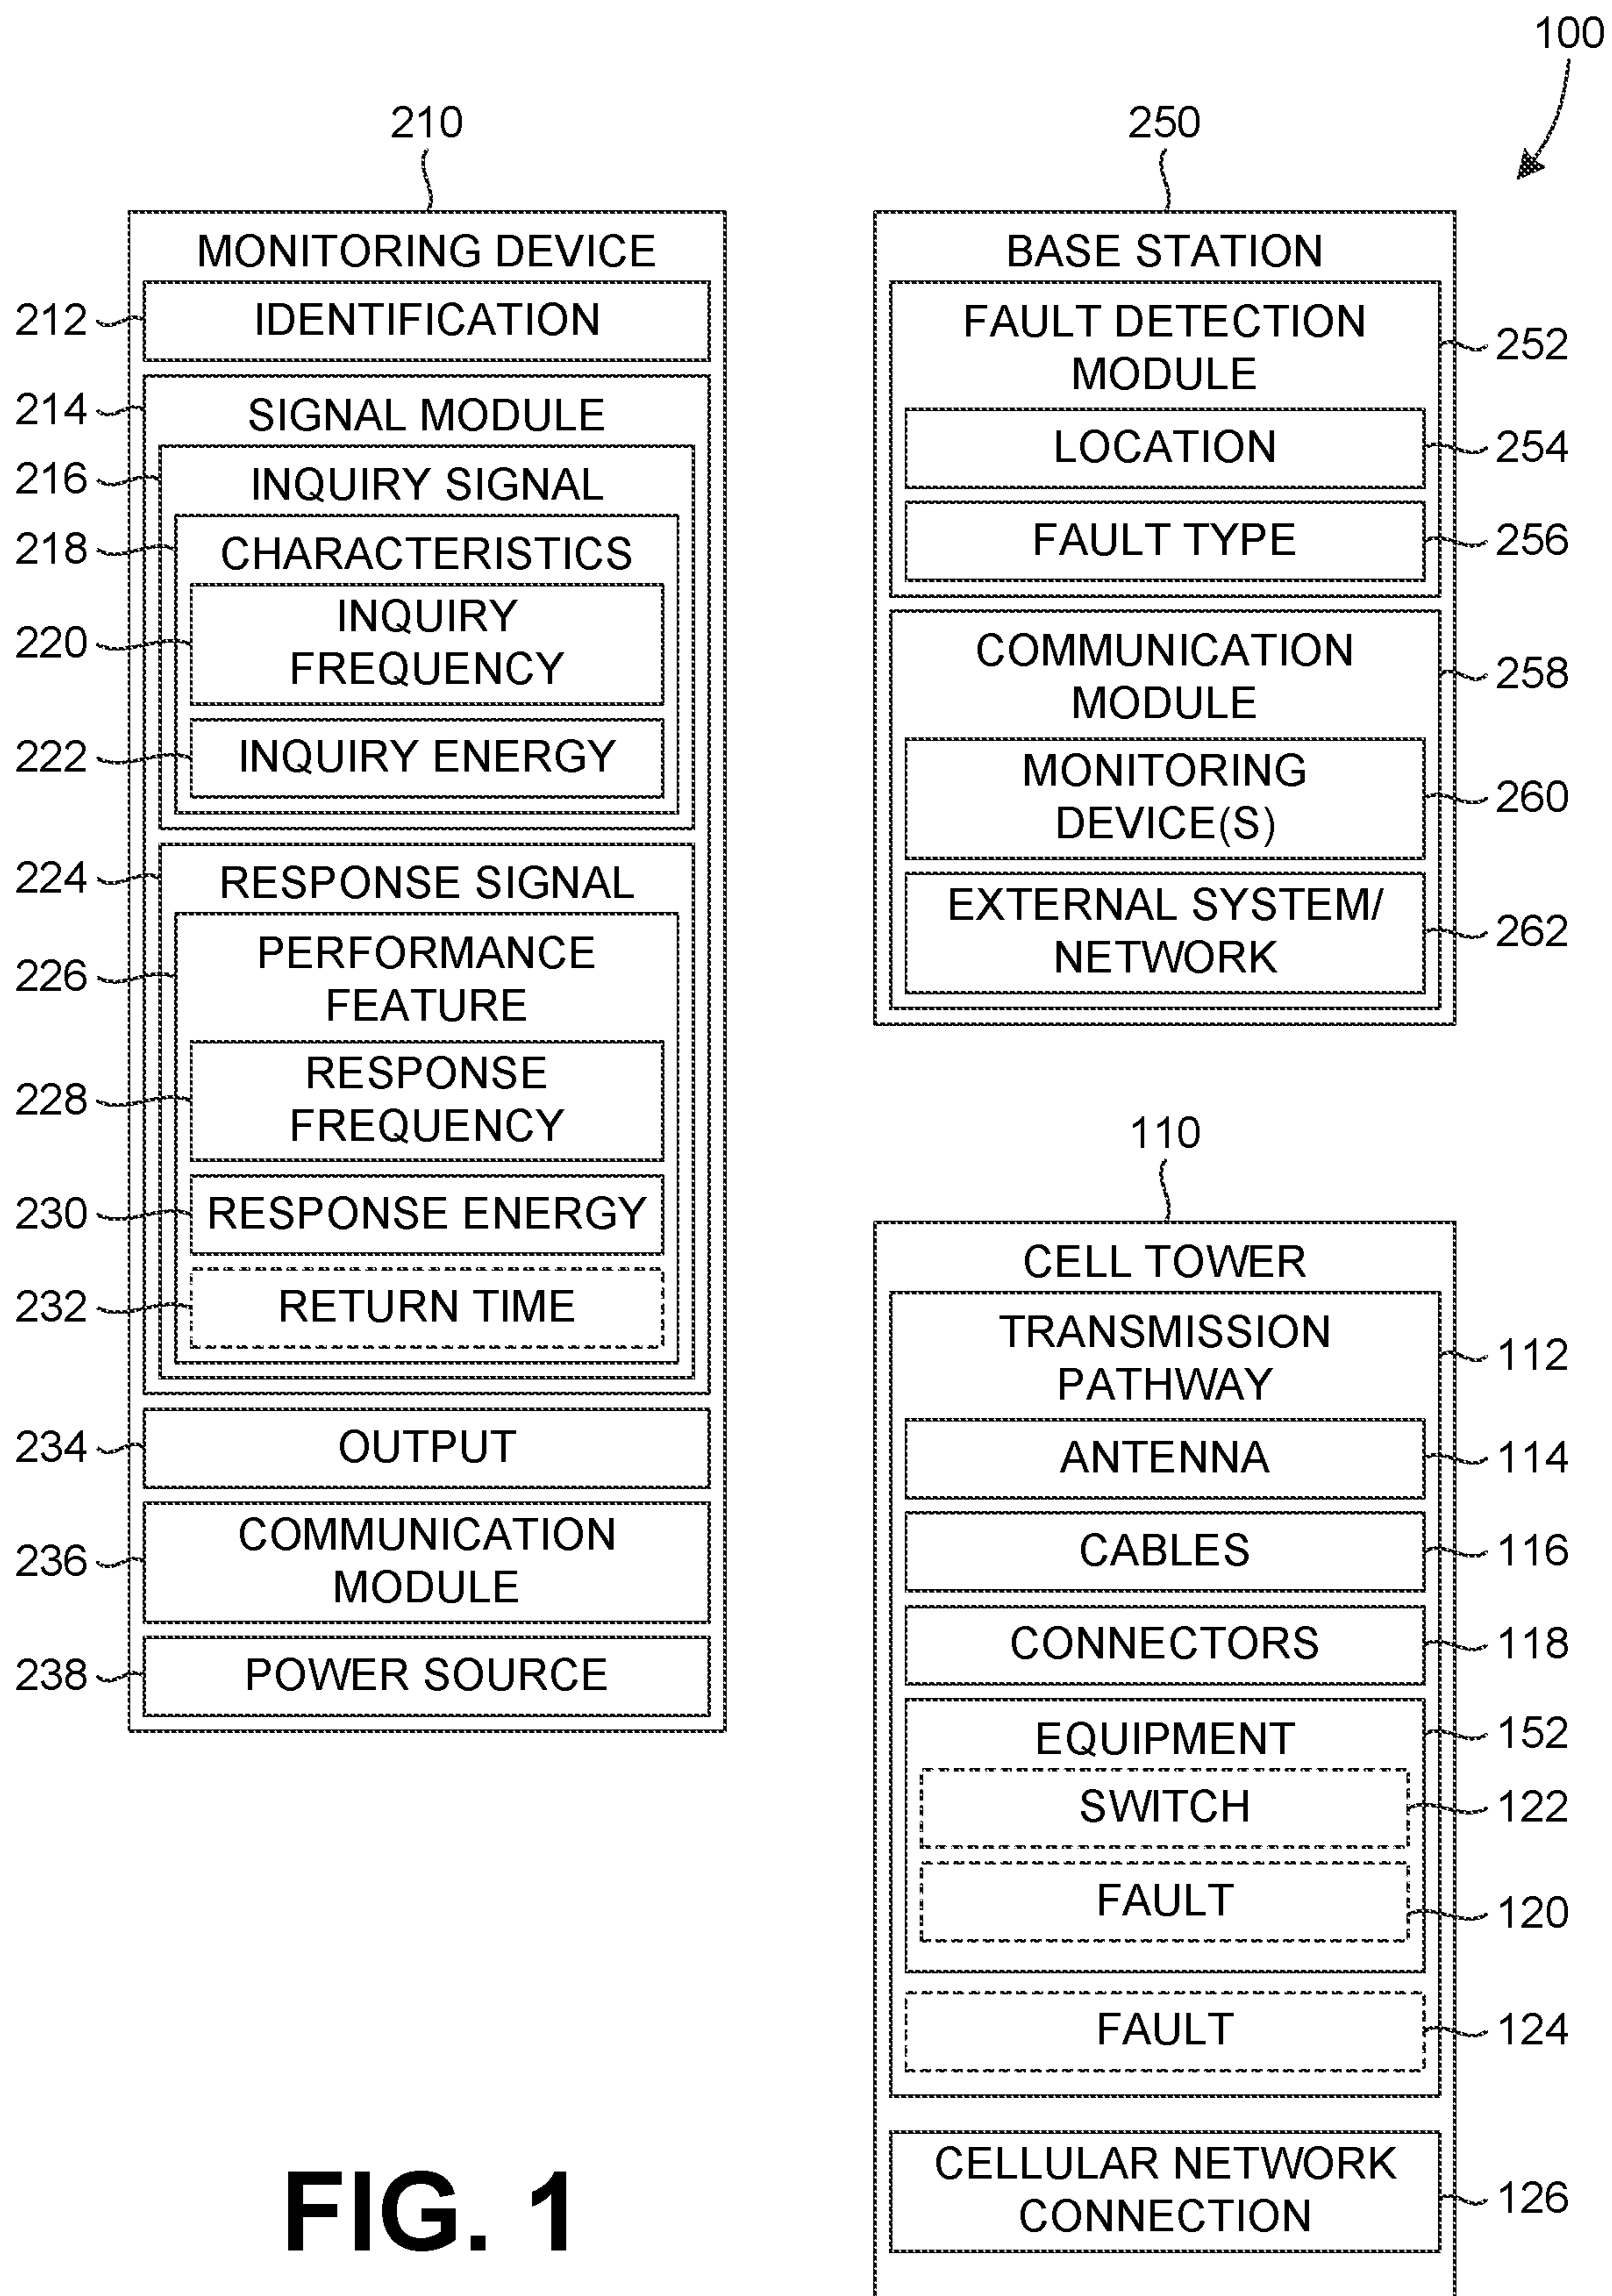 100
210
MONITORING DEVICE
212 IDENTIFICATION
214 SIGNAL MODULE
216 INQUIRY SIGNAL
218 CHARACTERISTICS
220 INQUIRY
FREQUENCY
222 INQUIRY ENERGY
224 RESPONSE SIGNAL
226 PERFORMANCE
FEATURE
228 RESPONSE
FREQUENCY
230 RESPONSE ENERGY
232 RETURN TIME
234 OUTPUT
236 COMMUNICATION
MODULE
238 POWER SOURCE
250
BASE STATION
FAULT DETECTION
MODULE 252
LOCATION 254
FAULT TYPE 256
COMMUNICATION
MODULE 258
MONITORING
DEVICE(S) 260
EXTERNAL SYSTEM/
NETWORK 262
110
CELL TOWER
TRANSMISSION
PATHWAY 112
ANTENNA 114
CABLES 116
CONNECTORS 118
EQUIPMENT 152
SWITCH 122
FAULT 120
FAULT 124
CELLULAR NETWORK
CONNECTION 126
FIG. 1